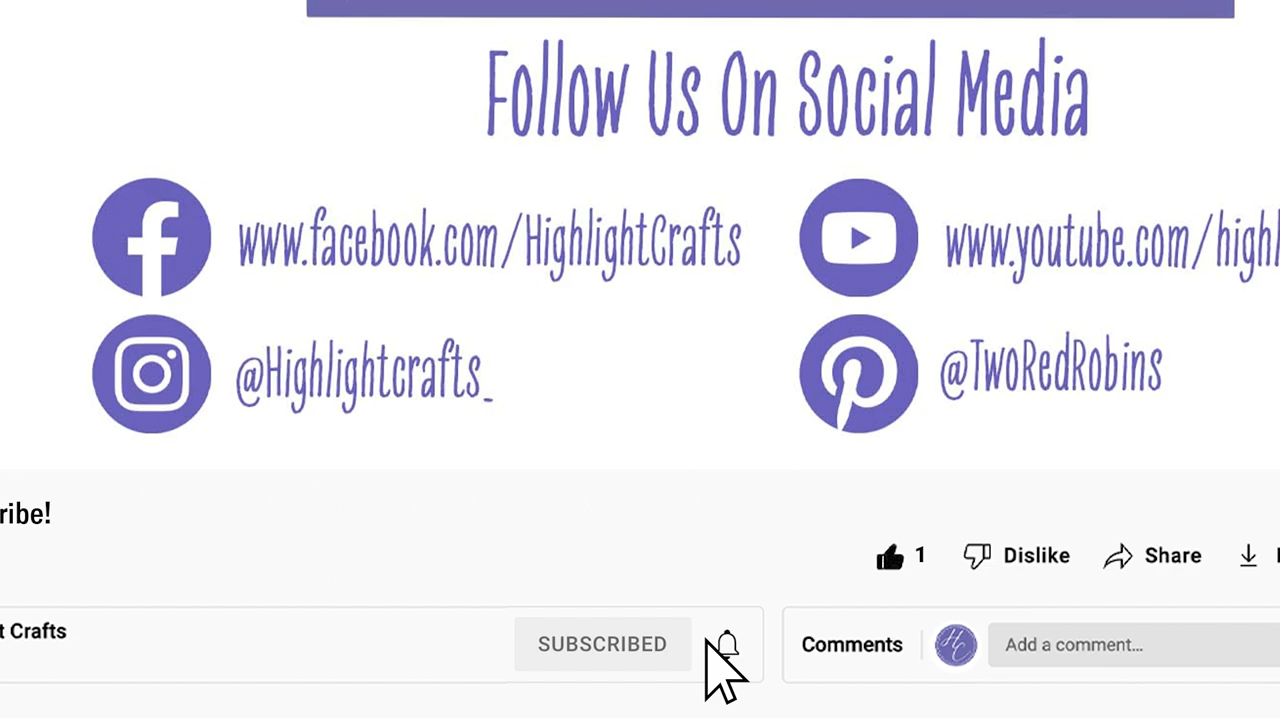 Follow Us On Social Media
www.facebook.com/HighlightCrafts
www.youtube.com/highl
@Highlightcrafts_
@TwoRedRobins
ribe!
1 Dislike Share
t Crafts
SUBSCRIBED
Comments
Add a comment...